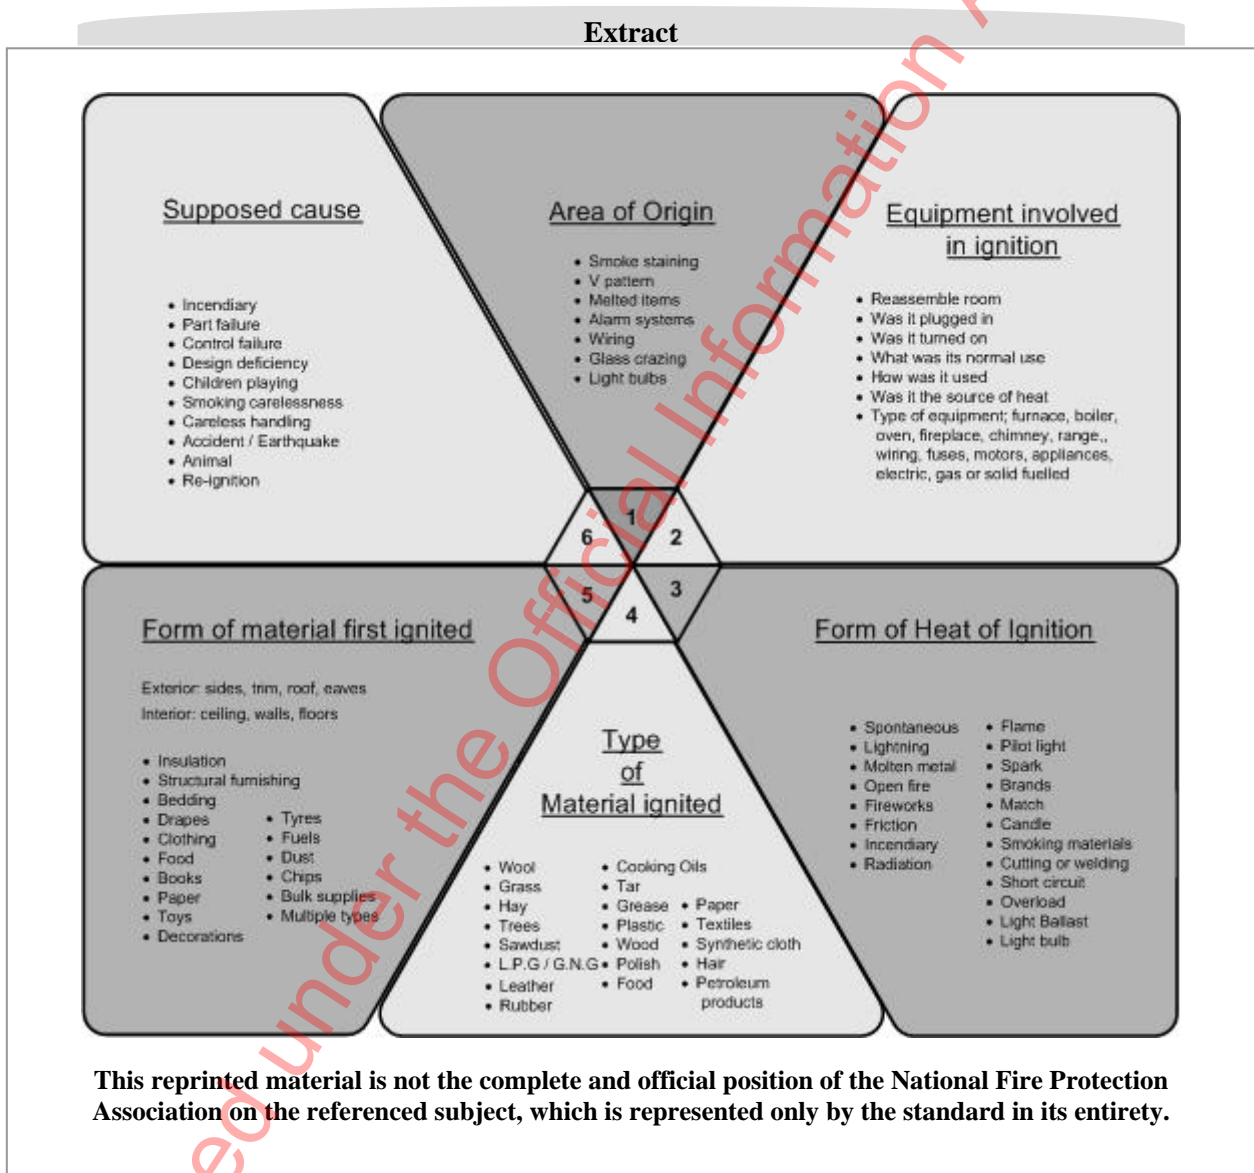 Extract
Supposed cause
• Incendiary
• Part failure
• Control failure
• Design deficiency
• Children playing
• Smoking carelessness
• Careless handling
• Accident / Earthquake
• Animal
• Re-ignition
Area of Origin
• Smoke staining
• V pattern
• Melted items
• Alarm systems
• Wiring
• Glass crazing
• Light bulbs
Equipment involved
in ignition
• Reassemble room
• Was it plugged in
• Was it turned on
• What was its normal use
• How was it used
• Was it the source of heat
• Type of equipment; furnace, boiler,
oven, fireplace, chimney, range,,
wiring, fuses, motors, appliances,
electric, gas or solid fuelled
1
2
3
4
5
6
Form of material first ignited
Exterior: sides, trim, roof, eaves
Interior: ceiling, walls, floors
• Insulation
• Structural furnishing
• Bedding
• Drapes
• Clothing
• Food
• Books
• Paper
• Toys
• Decorations
• Tyres
• Fuels
• Dust
• Chips
• Bulk supplies
• Multiple types
Type
of
Material ignited
• Wool
• Grass
• Hay
• Trees
• Sawdust
• L.P.G / G.N.G
• Leather
• Rubber
• Cooking Oils
• Tar
• Grease
• Plastic
• Wood
• Polish
• Food
• Paper
• Textiles
• Synthetic cloth
• Hair
• Petroleum
products
Form of Heat of Ignition
• Spontaneous
• Lightning
• Molten metal
• Open fire
• Fireworks
• Friction
• Incendiary
• Radiation
• Flame
• Pilot light
• Spark
• Brands
• Match
• Candle
• Smoking materials
• Cutting or welding
• Short circuit
• Overload
• Light Ballast
• Light bulb
This reprinted material is not the complete and official position of the National Fire Protection
Association on the referenced subject, which is represented only by the standard in its entirety.
ed under the Official Information A